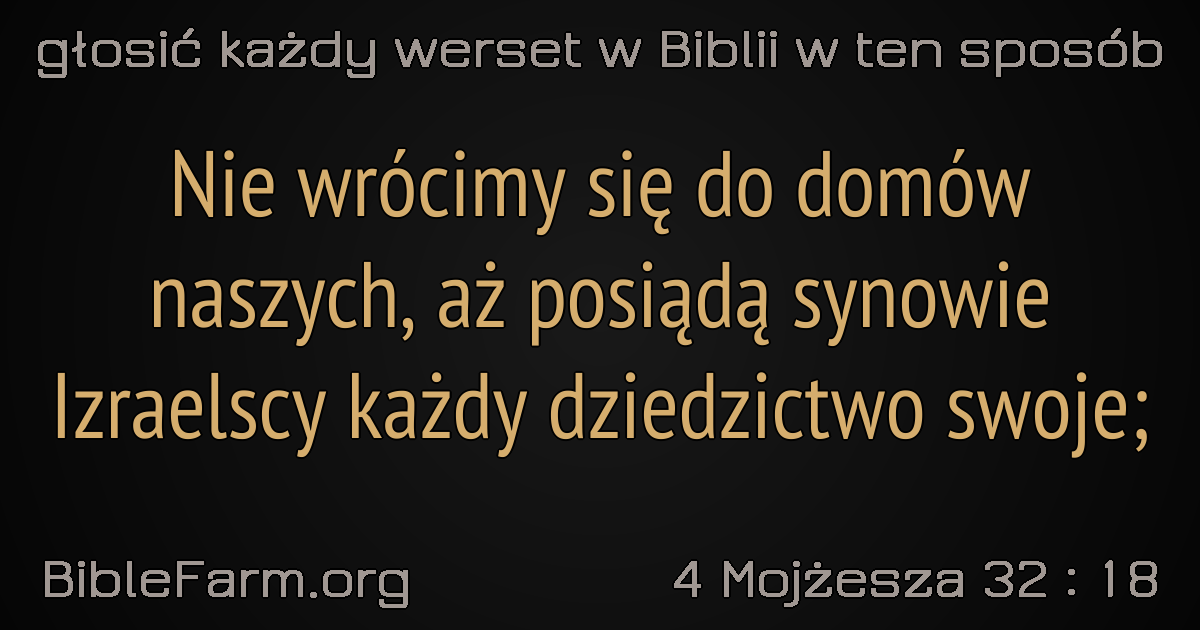 głosić każdy werset w Biblii w ten sposób
Nie wrócimy się do domów
naszych, aż posiądą synowie
Izraelscy każdy dziedzictwo swoje;
BibleFarm.org
4 Mojżesza 32 : 18